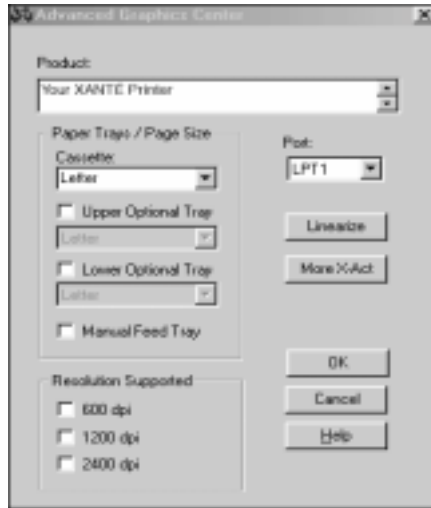 Advanced Graphics Center
Product:
Your XANTÉ Printer
Paper Trays / Page Size
Cassette:
Letter
Upper Optional Tray
Letter
Lower Optional Tray
Letter
Manual Feed Tray
Resolution Supported
600 dpi
1200 dpi
2400 dpi
Port:
LPT1
Linearize
More X-Act
OK
Cancel
Help